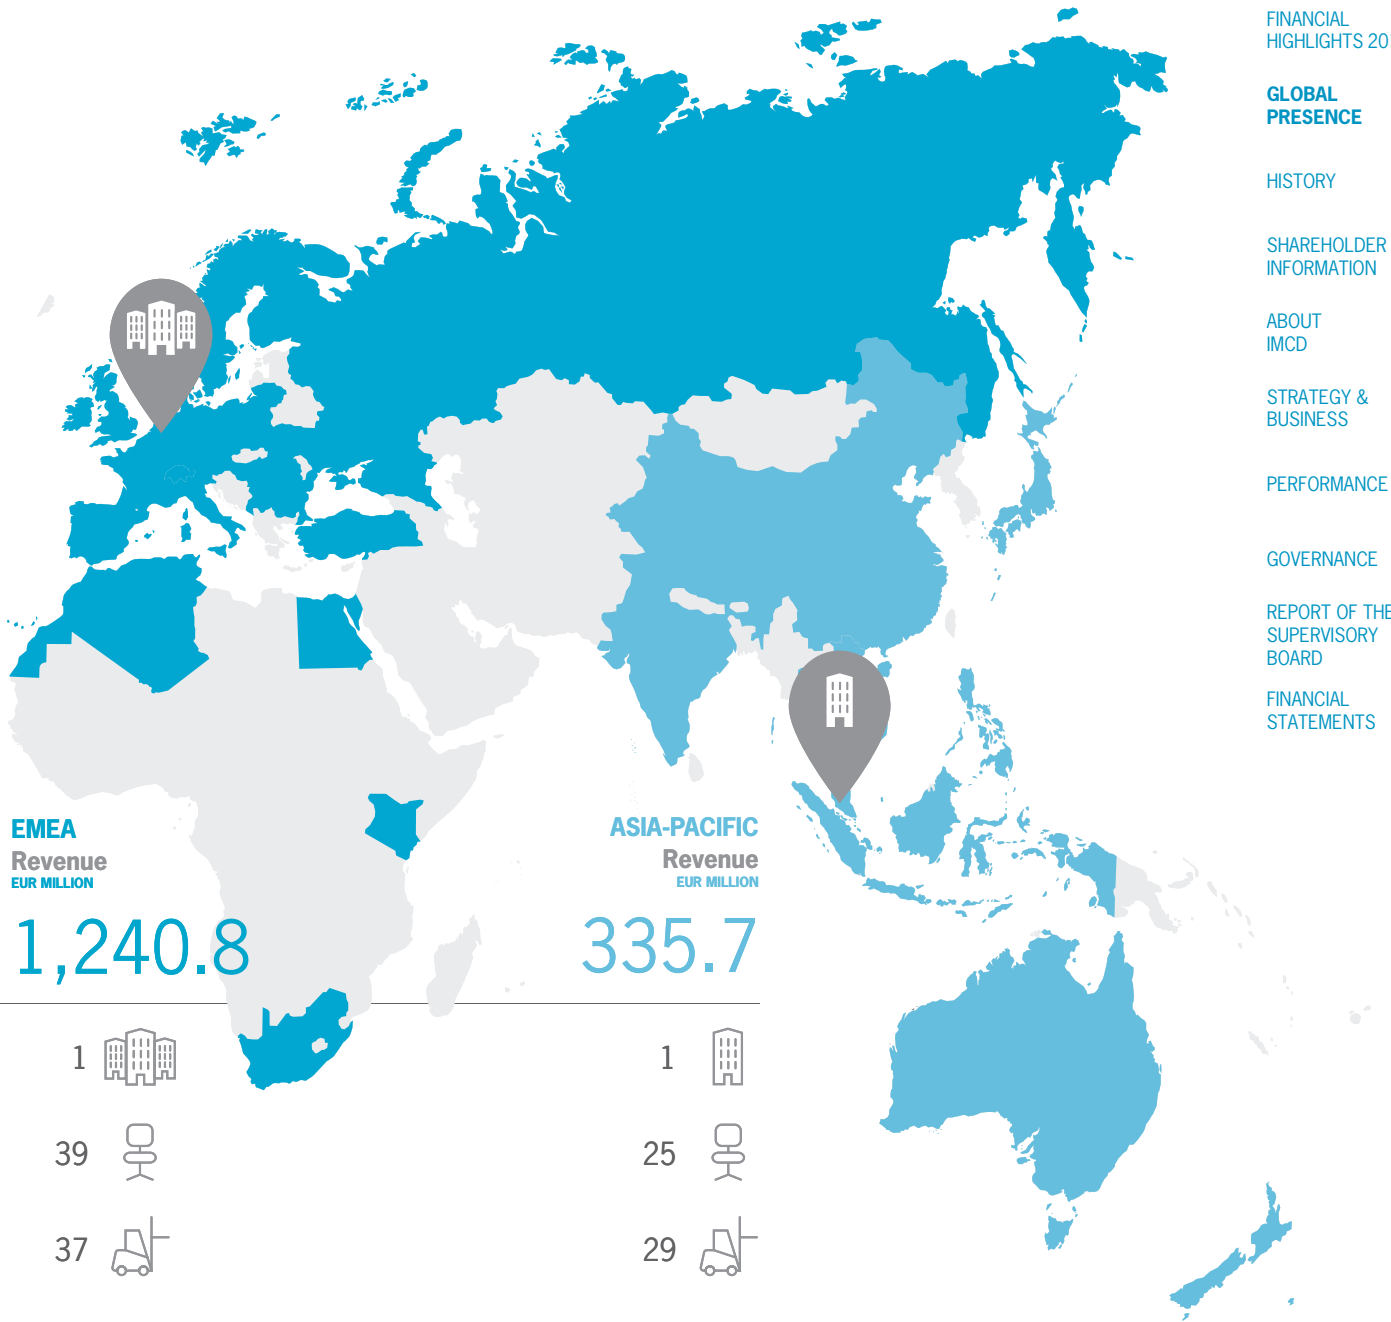 FINANCIAL
HIGHLIGHTS 20
GLOBAL
PRESENCE
HISTORY
SHAREHOLDER
INFORMATION
ABOUT
IMCD
STRATEGY &
BUSINESS
PERFORMANCE
GOVERNANCE
REPORT OF THE
SUPERVISORY
BOARD
FINANCIAL
STATEMENTS
EMEA
Revenue
EUR MILLION
1,240.8
1
39
37
ASIA-PACIFIC
Revenue
EUR MILLION
335.7
1
25
29